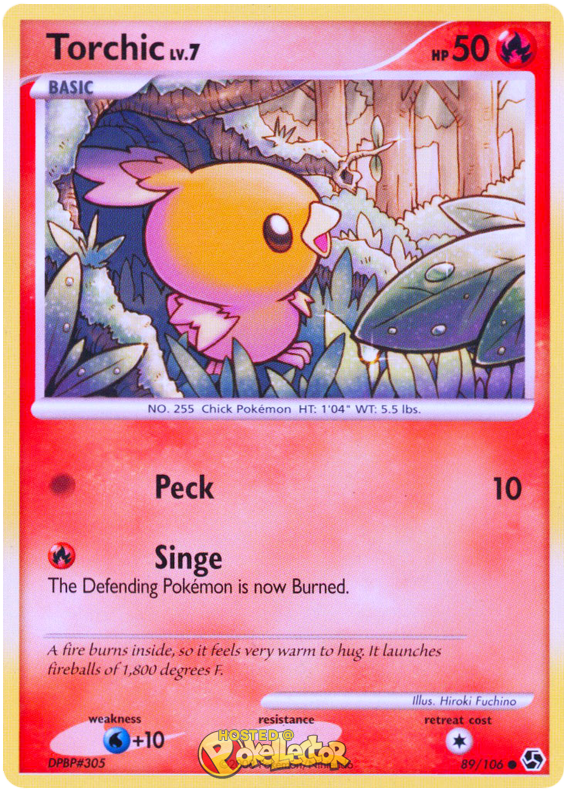 Torchic LV.7
HP 50
BASIC
NO. 255 Chick Pokémon HT: 1'04" WT: 5.5 lbs.
Peck 10
Singe
The Defending Pokémon is now Burned.
A fire burns inside, so it feels very warm to hug. It launches
fireballs of 1,800 degrees F.
Illus. Hiroki Fuchino
weakness resistance retreat cost
+10
HOSTED @
Pokellector
DPBP#305
89/106